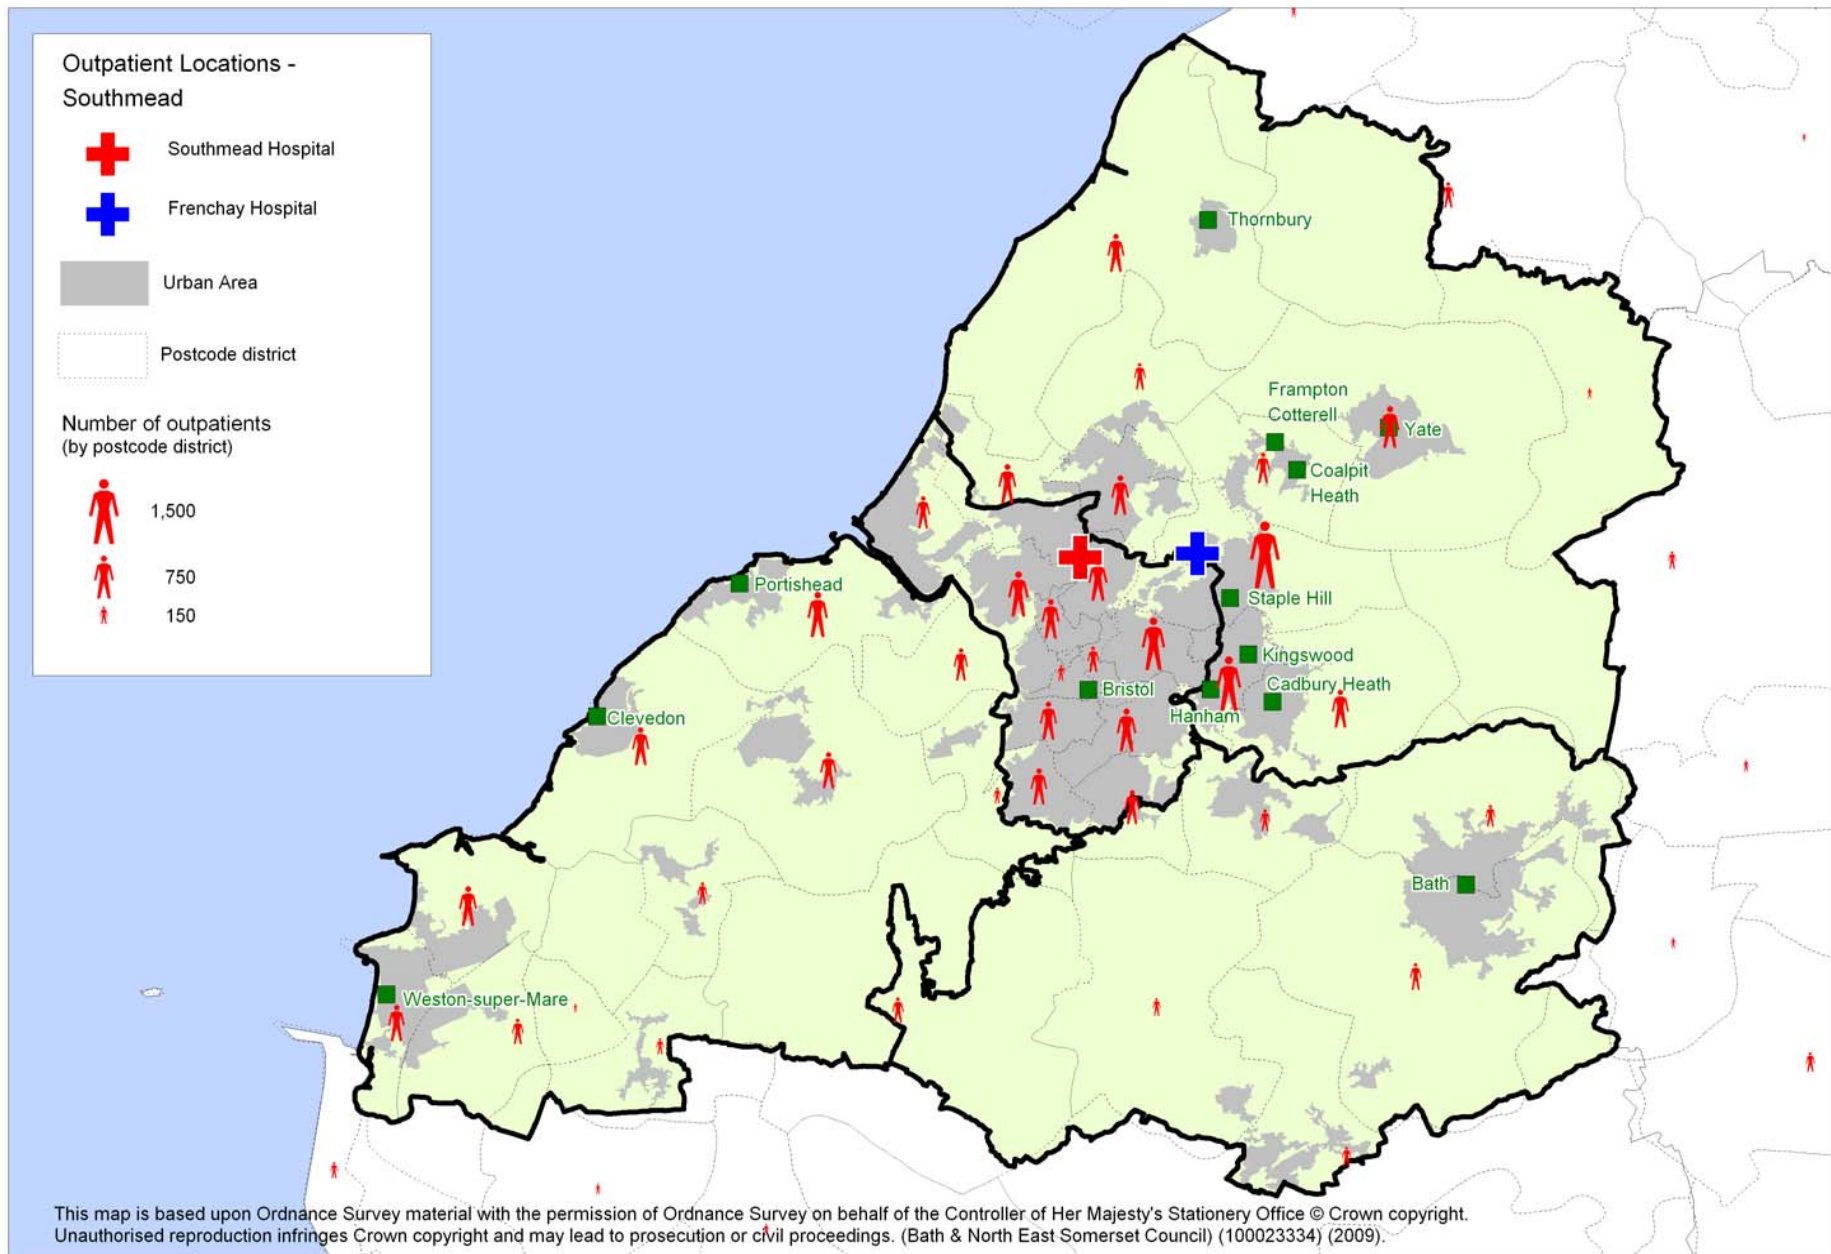 Outpatient Locations -
Southmead
Southmead Hospital
Frenchay Hospital
Urban Area
Postcode district
Number of outpatients
(by postcode district)
1,500
750
150
Thornbury
Frampton
Cotterell
Yate
Coalpit
Heath
Portishead
Staple Hill
Kingswood
Cadbury Heath
Bristol
Hanham
Clevedon
Bath
Weston-super-Mare
This map is based upon Ordnance Survey material with the permission of Ordnance Survey on behalf of the Controller of Her Majesty's Stationery Office © Crown copyright.
Unauthorised reproduction infringes Crown copyright and may lead to prosecution or civil proceedings. (Bath & North East Somerset Council) (100023334) (2009).